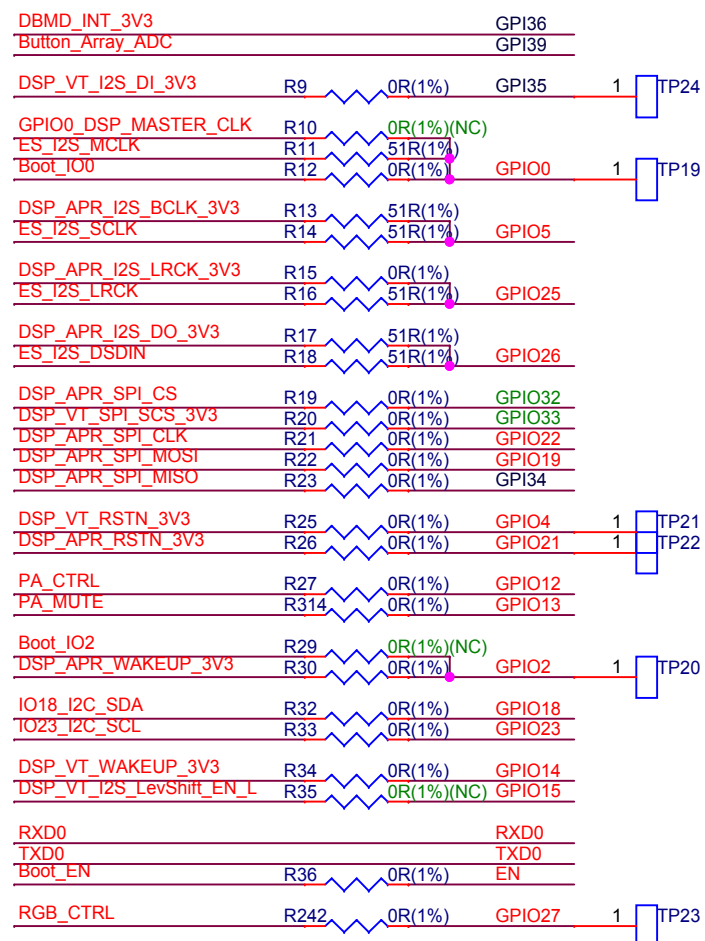 DBMD_INT_3V3 GPI36
Button_Array_ADC GPI39
DSP_VT_I2S_DI_3V3 R9 0R(1%) GPI35 1 TP24
GPIO0_DSP_MASTER_CLK R10 0R(1%)(NC)
ES_I2S_MCLK R11 51R(1%)
Boot_IO0 R12 0R(1%) GPIO0 1 TP19
DSP_APR_I2S_BCLK_3V3 R13 51R(1%)
ES_I2S_SCLK R14 51R(1%) GPIO5
DSP_APR_I2S_LRCK_3V3 R15 0R(1%)
ES_I2S_LRCK R16 51R(1%) GPIO25
DSP_APR_I2S_DO_3V3 R17 51R(1%)
ES_I2S_DSDIN R18 51R(1%) GPIO26
DSP_APR_SPI_CS R19 0R(1%) GPIO32
DSP_VT_SPI_SCS_3V3 R20 0R(1%) GPIO33
DSP_APR_SPI_CLK R21 0R(1%) GPIO22
DSP_APR_SPI_MOSI R22 0R(1%) GPIO19
DSP_APR_SPI_MISO R23 0R(1%) GPI34
DSP_VT_RSTN_3V3 R25 0R(1%) GPIO4 1 TP21
DSP_APR_RSTN_3V3 R26 0R(1%) GPIO21 1 TP22
PA_CTRL R27 0R(1%) GPIO12
PA_MUTE R314 0R(1%) GPIO13
Boot_IO2 R29 0R(1%)(NC)
DSP_APR_WAKEUP_3V3 R30 0R(1%) GPIO2 1 TP20
IO18_I2C_SDA R32 0R(1%) GPIO18
IO23_I2C_SCL R33 0R(1%) GPIO23
DSP_VT_WAKEUP_3V3 R34 0R(1%) GPIO14
DSP_VT_I2S_LevShift_EN_L R35 0R(1%)(NC) GPIO15
RXD0 RXD0
TXD0 TXD0
Boot_EN R36 0R(1%) EN
RGB_CTRL R242 0R(1%) GPIO27 1 TP23